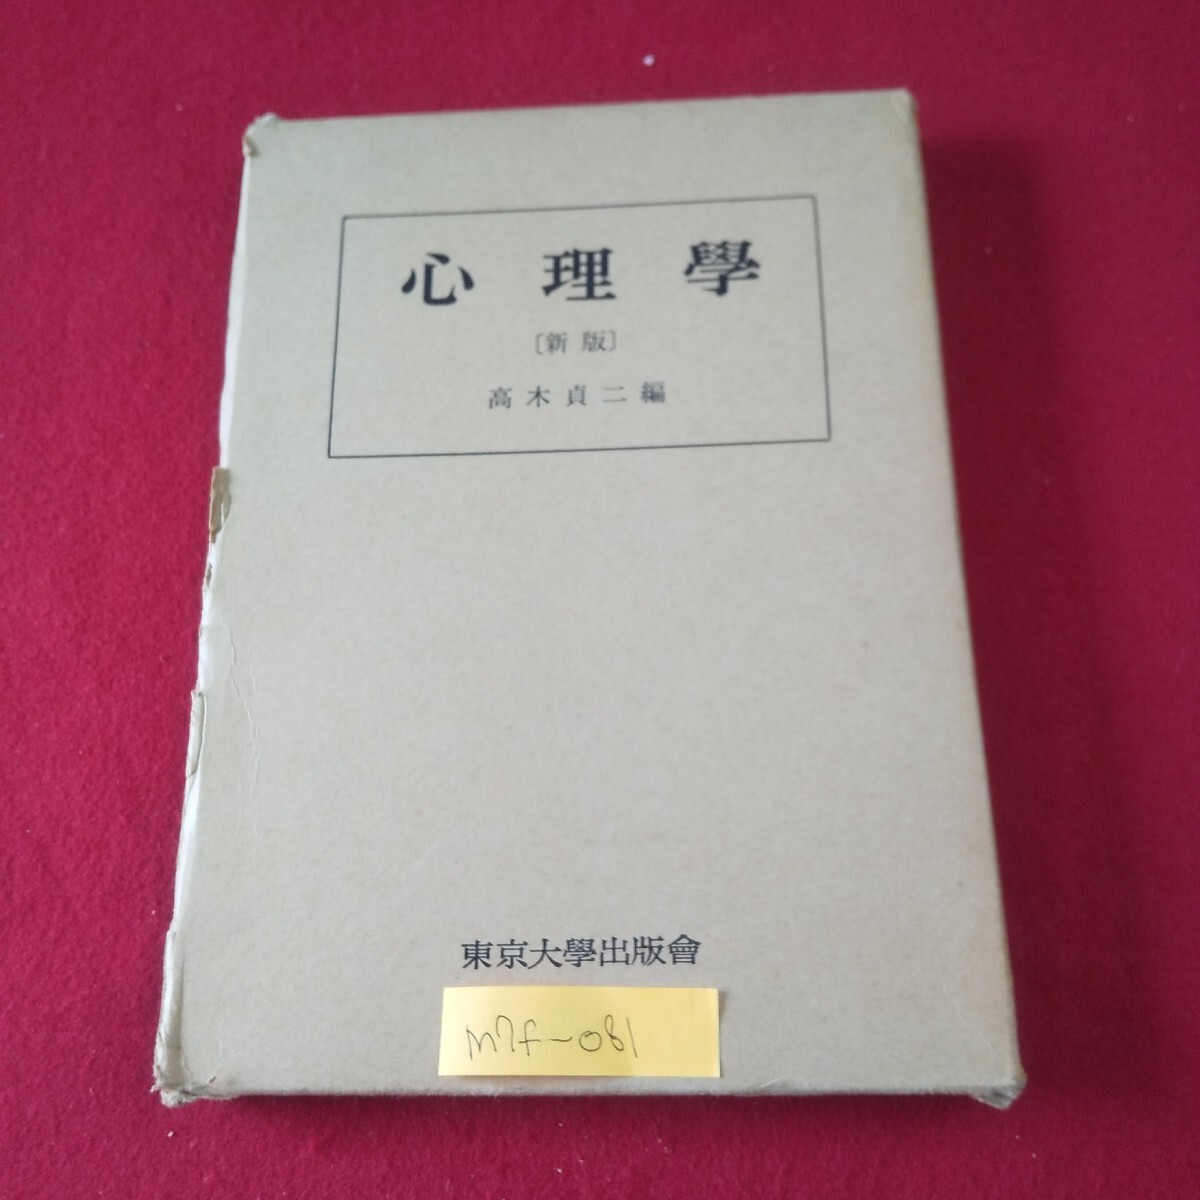 心理學
〔新版〕
高木貞二編
東京大學出版會
m7f-081